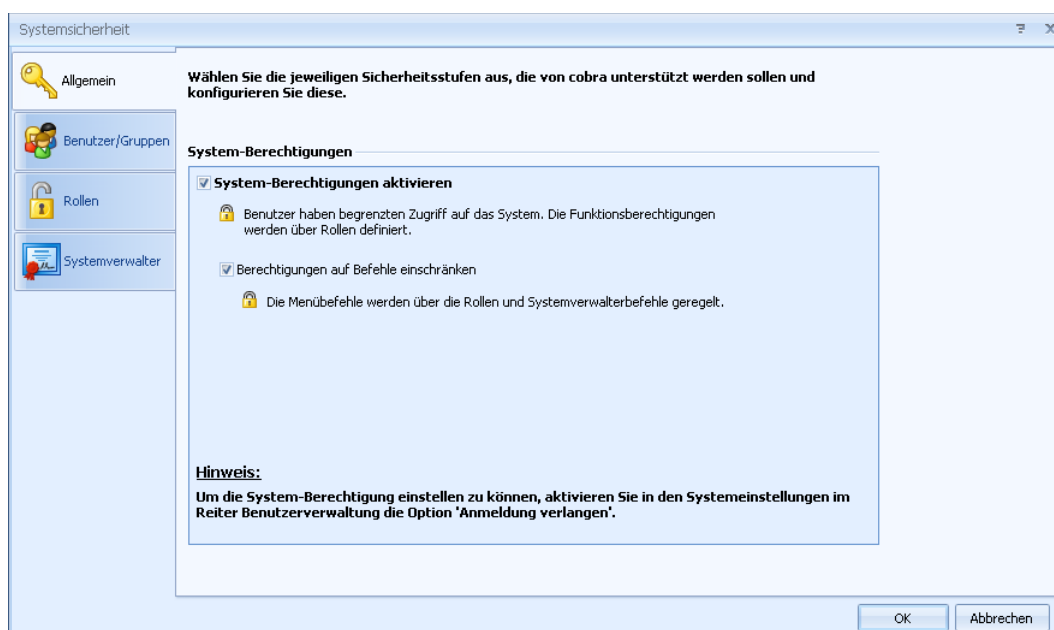 Systemsicherheit
Allgemein
Benutzer/Gruppen
Rollen
Systemverwalter
Wählen Sie die jeweiligen Sicherheitsstufen aus, die von cobra unterstützt werden sollen und
konfigurieren Sie diese.
System-Berechtigungen
System-Berechtigungen aktivieren
Benutzer haben begrenzten Zugriff auf das System. Die Funktionsberechtigungen
werden über Rollen definiert.
Berechtigungen auf Befehle einschränken
Die Menübefehle werden über die Rollen und Systemverwalterbefehle geregelt.
Hinweis:
Um die System-Berechtigung einstellen zu können, aktivieren Sie in den Systemeinstellungen im
Reiter Benutzerverwaltung die Option 'Anmeldung verlangen'.
OK
Abbrechen